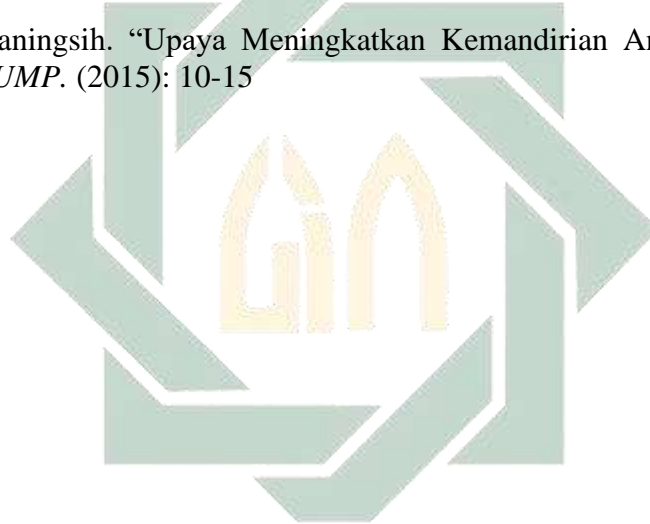 aningsih. “Upaya Meningkatkan Kemandirian An
UMP. (2015): 10-15